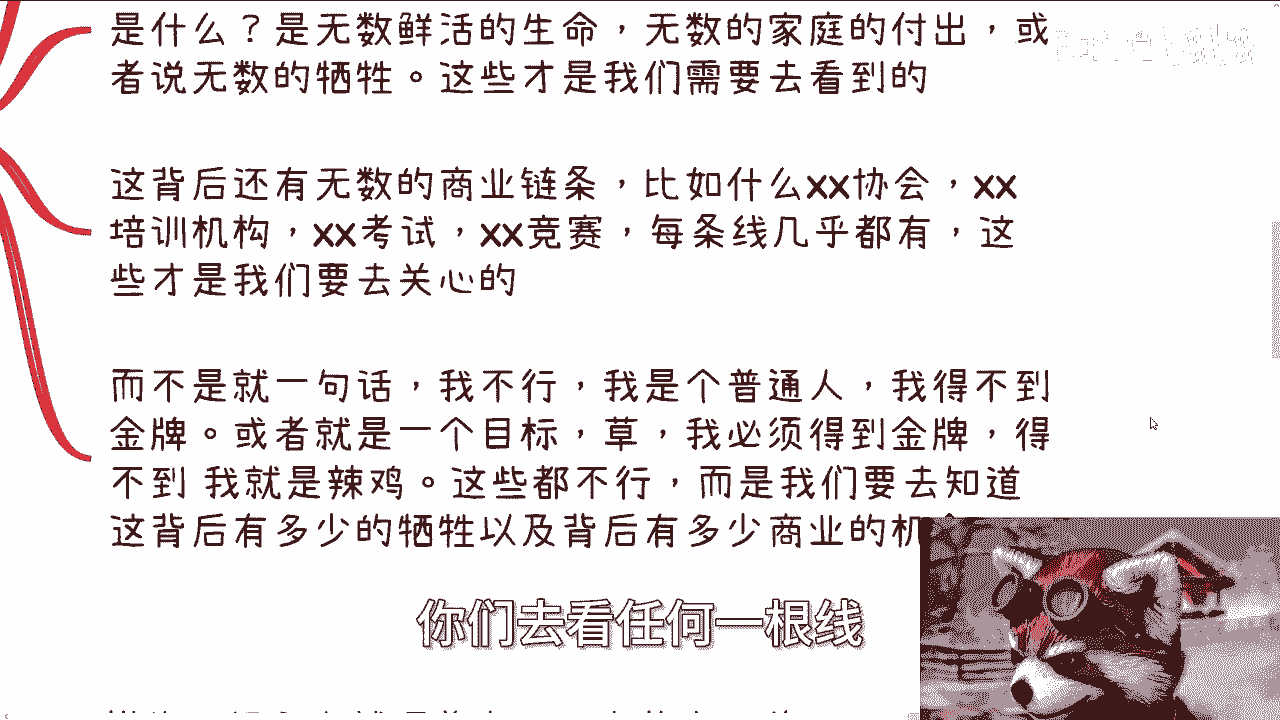 是什么？是无数鲜活的生命，无数的家庭的付出，或
者说无数的牺牲。这些才是我们需要去看到的
这背后还有无数的商业链条，比如什么xx协会，xx
培训机构，xx考试，xx竞赛，每条线几乎都有，这
些才是我们要去关心的
而不是就一句话，我不行，我是个普通人，我得不到
金牌。或者就是一个目标，草，我必须得到金牌，得
不到 我就是辣鸡。这些都不行，而是我们要去知道
这背后有多少的牺牲以及背后有多少商业的机
你们去看任何一根线